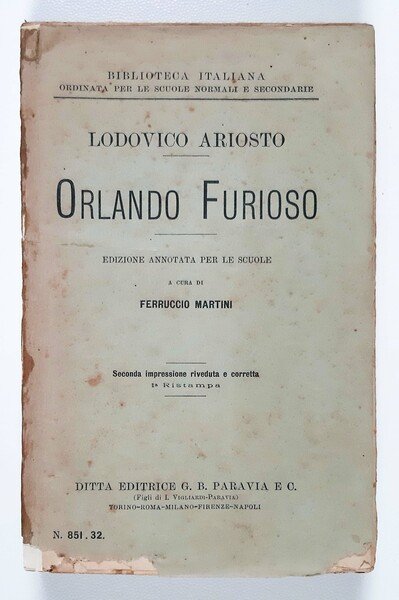 BIBLIOTECA ITALIANA
ORDINATA PER LE SCUOLE NORMALI E SECONDARIE
LODOVICO ARIOSTO
ORLANDO FURIOSO
EDIZIONE ANNOTATA PER LE SCUOLE
A CURA DI
FERRUCCIO MARTINI
Seconda impressione riveduta e corretta
1ª Ristampa
DITTA EDITRICE G. B. PARAVIA E C.
(Figli di I. VIGLIARDI-PARAVIA)
TORINO-ROMA-MILANO-FIRENZE-NAPOLI
N. 851.32.